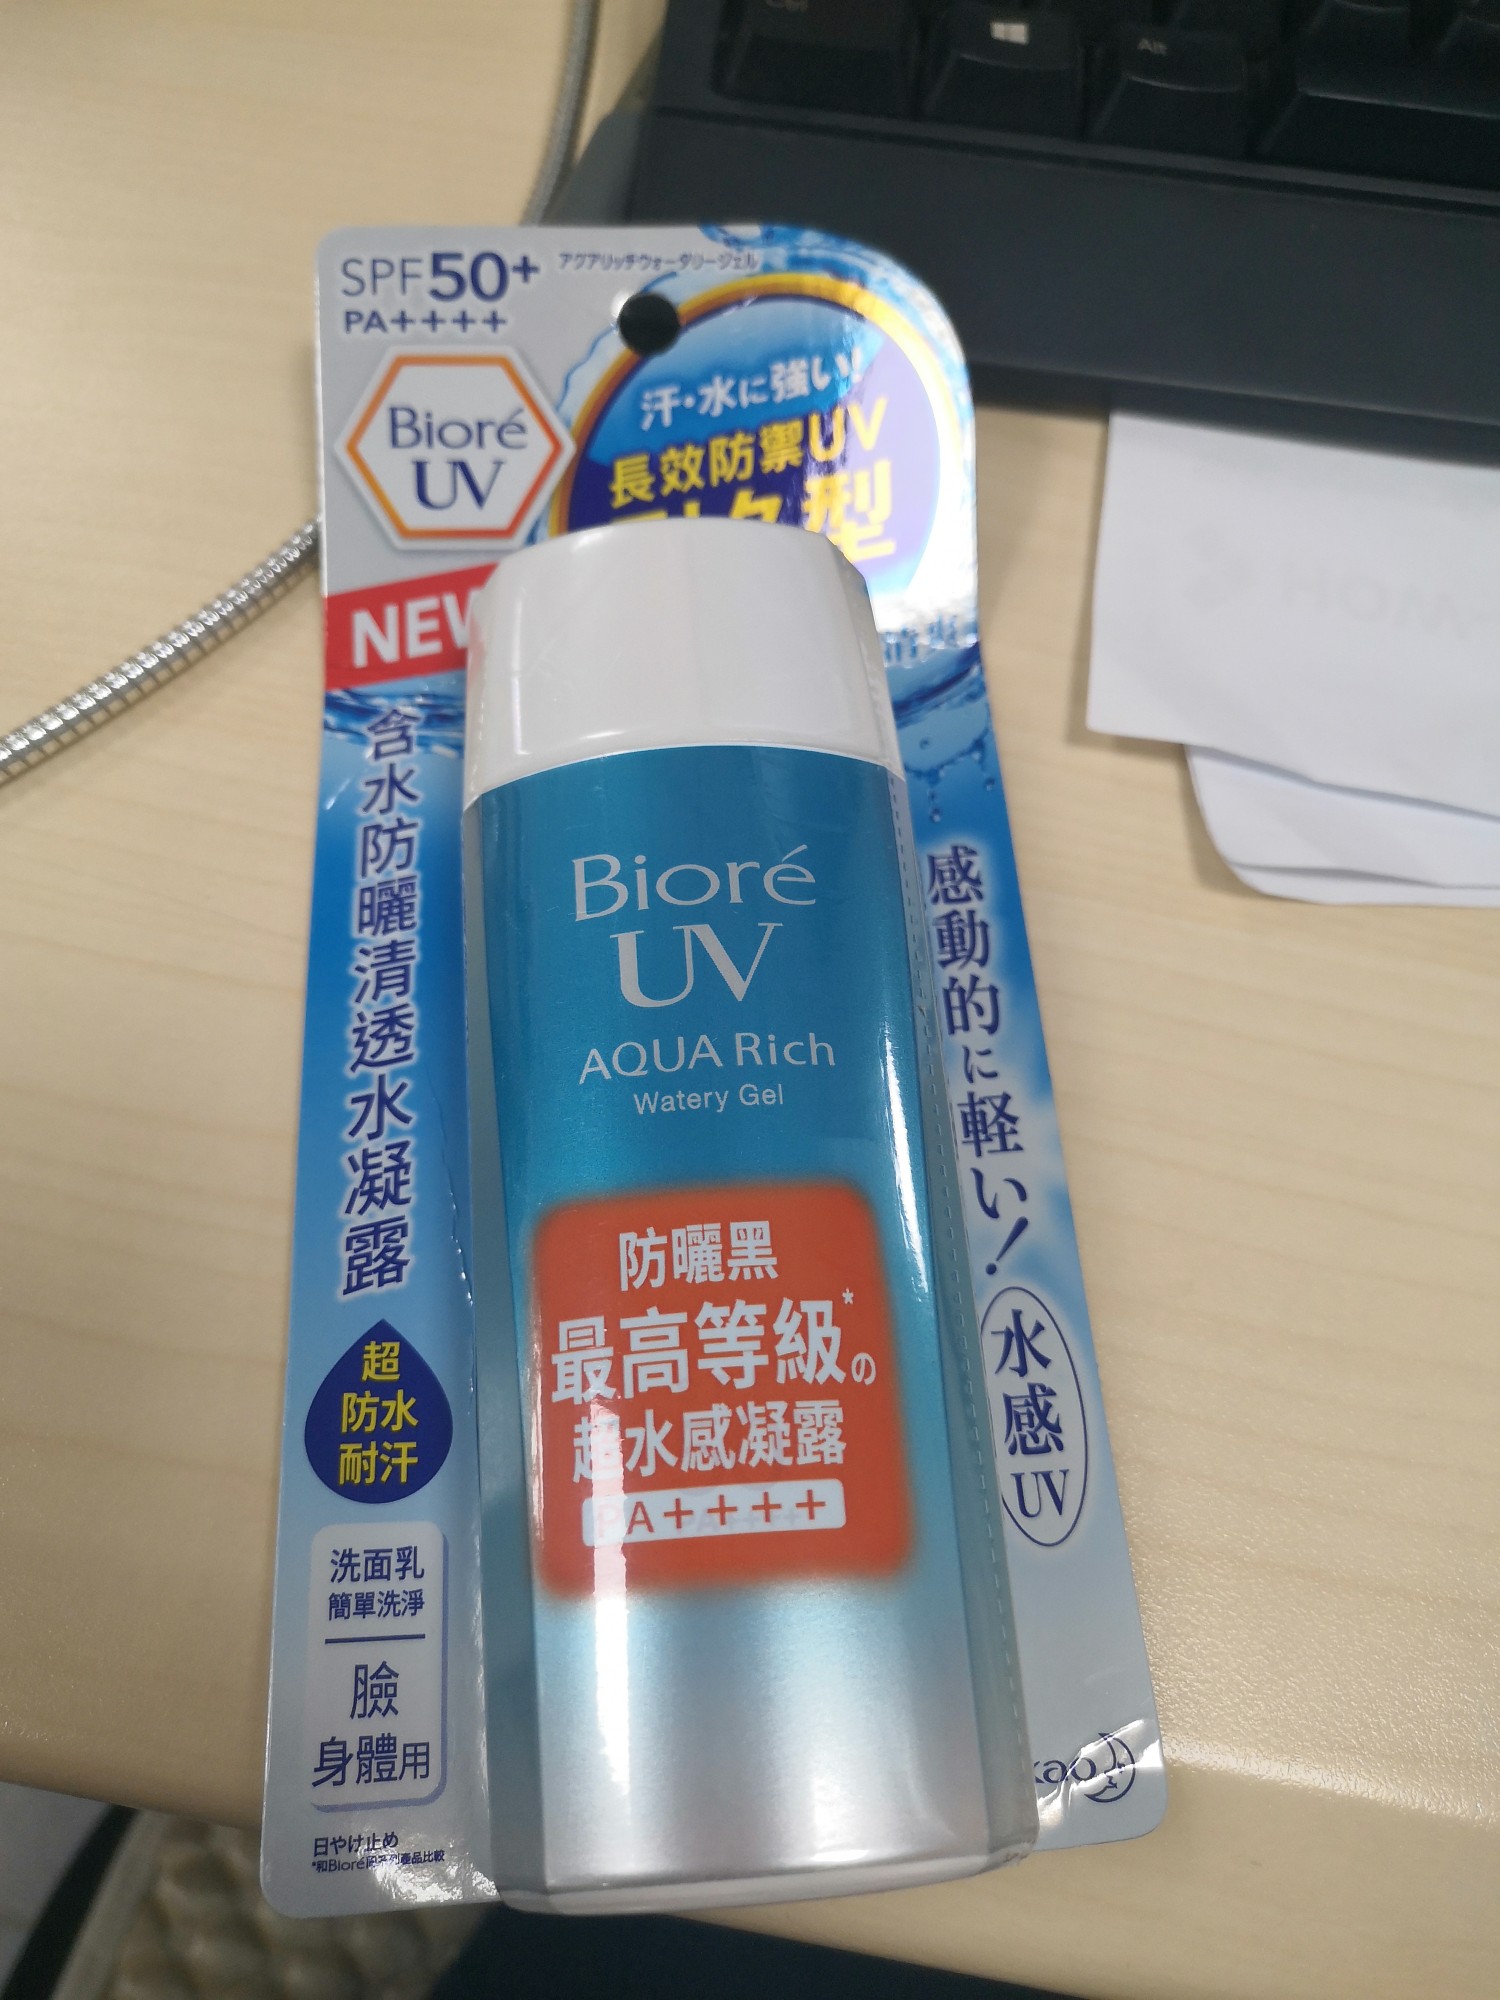 Ctrl
Alt
SPF50+
PA++++
アクアリッチウォータリージェル
Bioré
UV
汗・水に強い!
長效防禦UV
型
清爽
含水防曬清透水凝露
超
防水
耐汗
洗面乳
簡單洗淨
臉
身體用
日やけ止め
Bioré
UV
AQUA Rich
Watery Gel
防曬黑
最高等級*の
超水感凝露
PA++++
感動的に軽い!
水感
UV